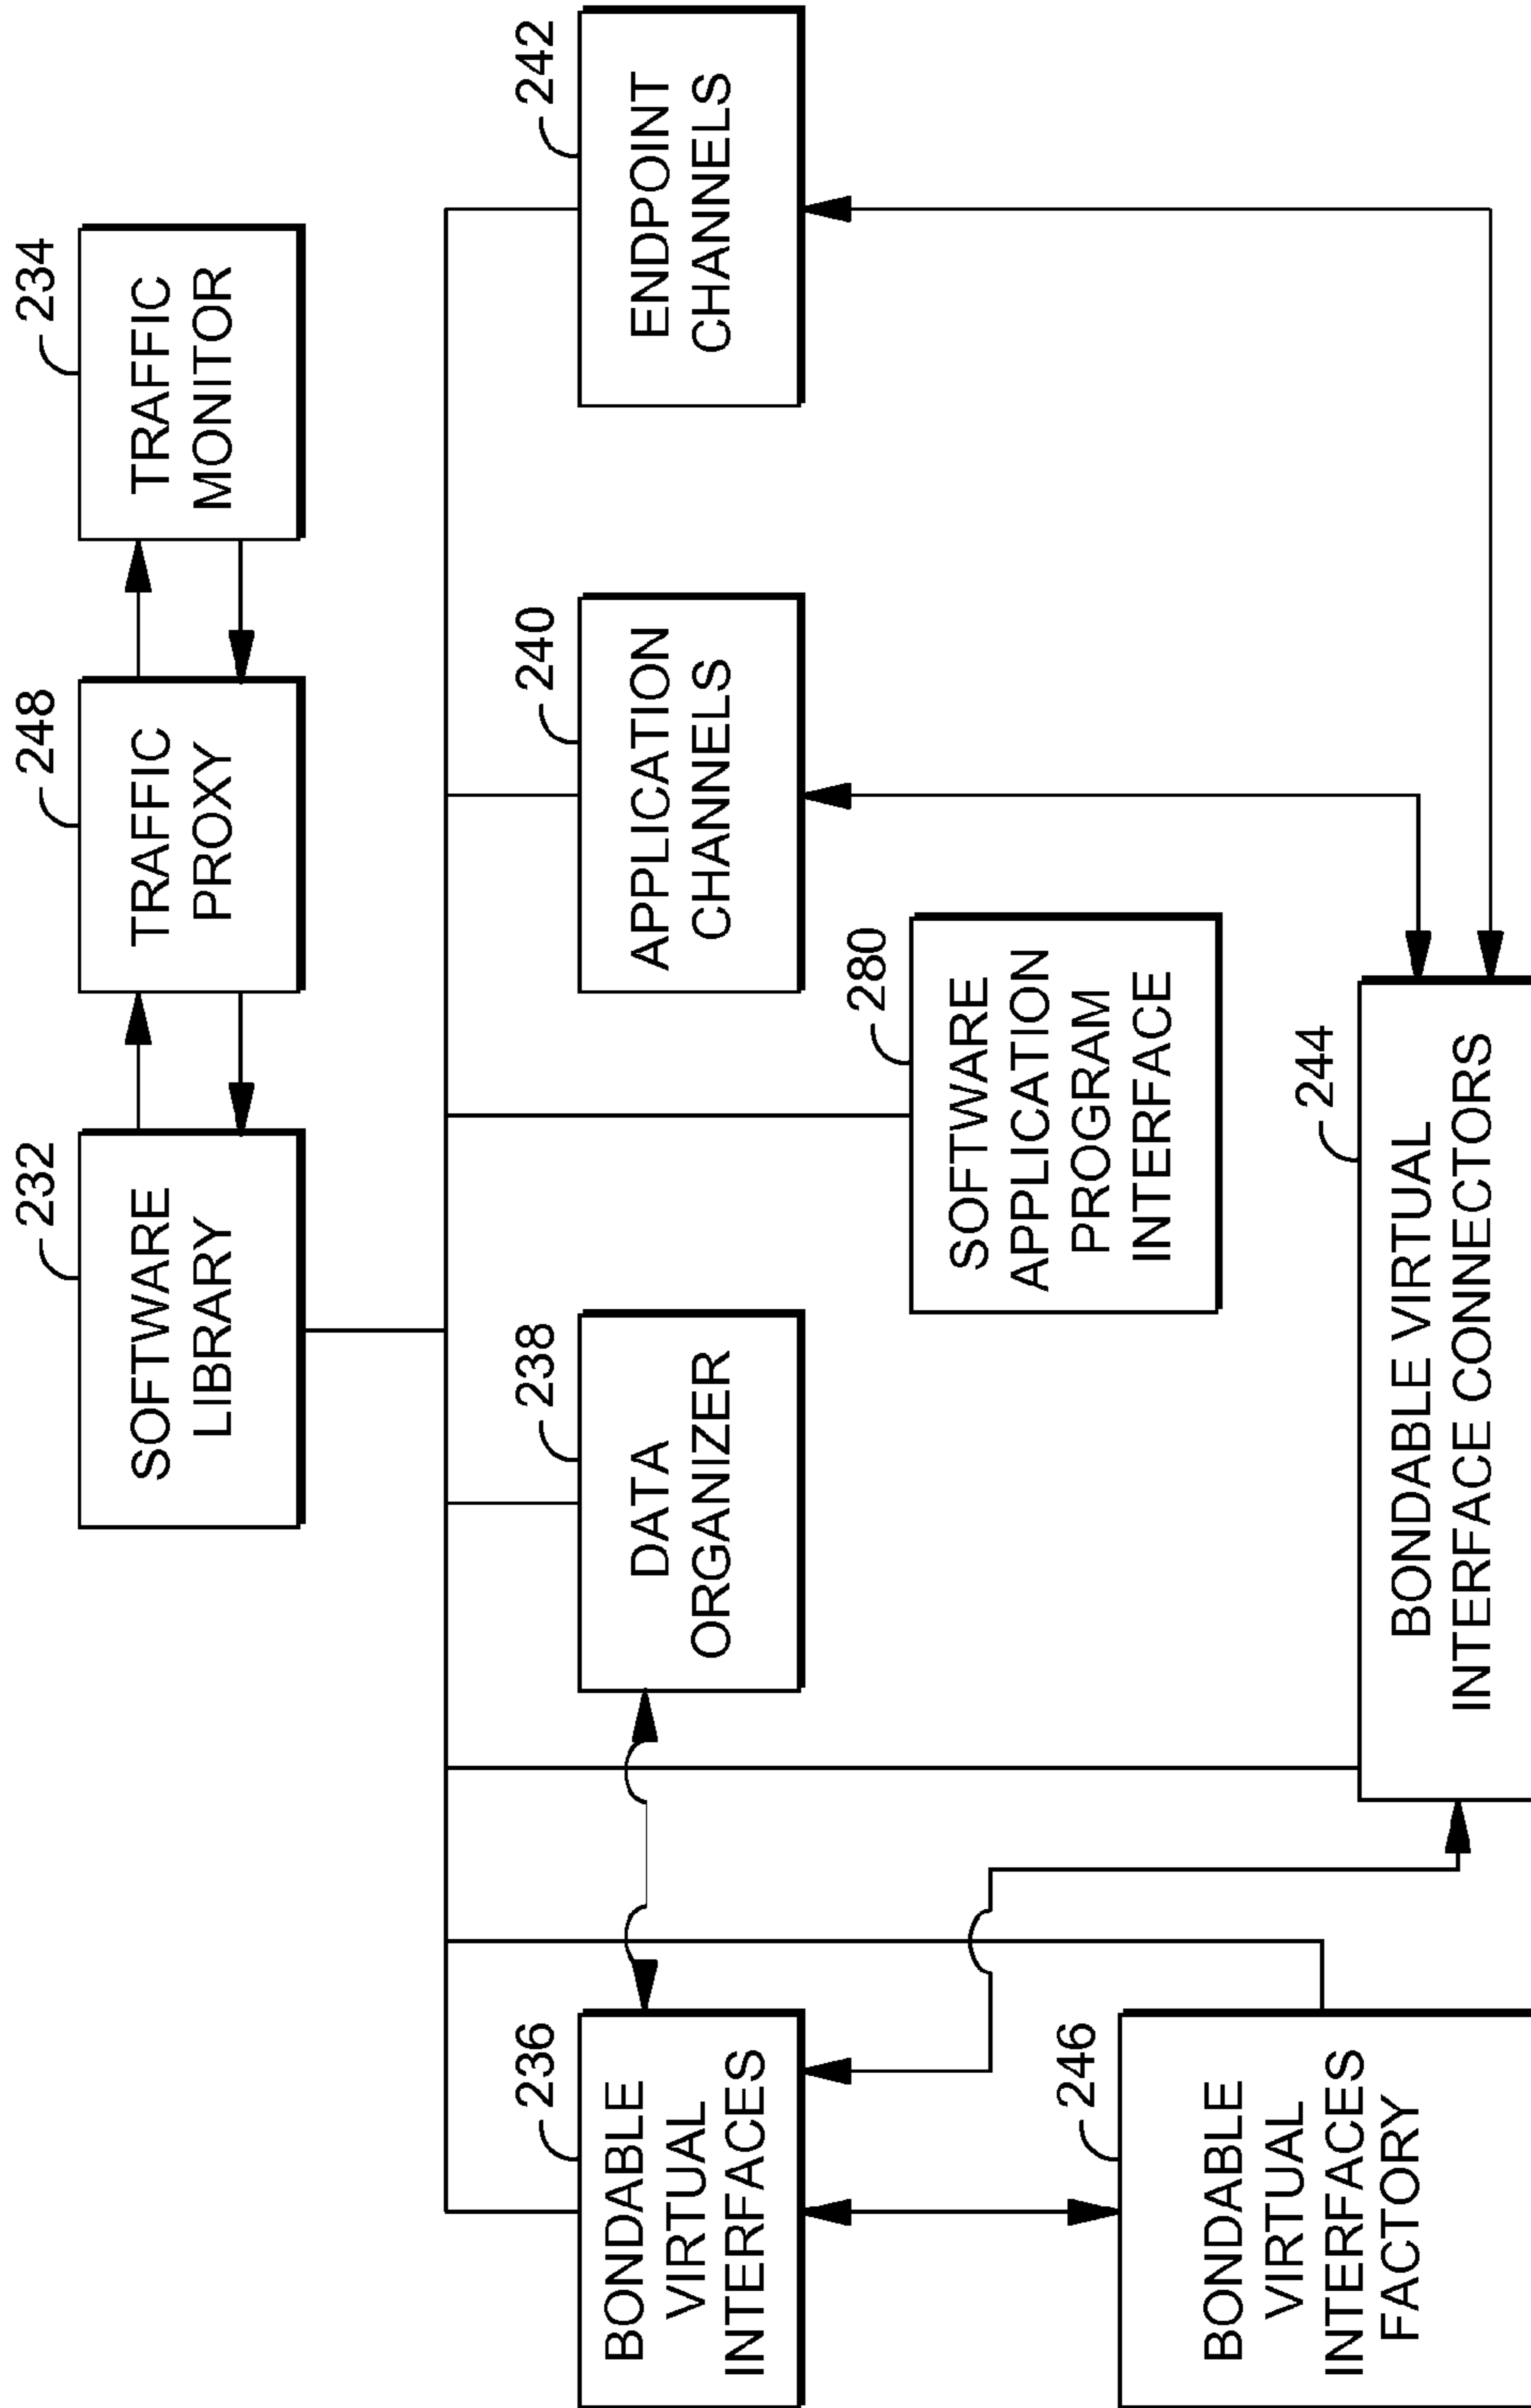 232
SOFTWARE
LIBRARY
248
TRAFFIC
PROXY
234
TRAFFIC
MONITOR
236
BONDABLE
VIRTUAL
INTERFACES
238
DATA
ORGANIZER
240
APPLICATION
CHANNELS
242
ENDPOINT
CHANNELS
280
SOFTWARE
APPLICATION
PROGRAM
INTERFACE
246
BONDABLE
VIRTUAL
INTERFACES
FACTORY
244
BONDABLE VIRTUAL
INTERFACE CONNECTORS